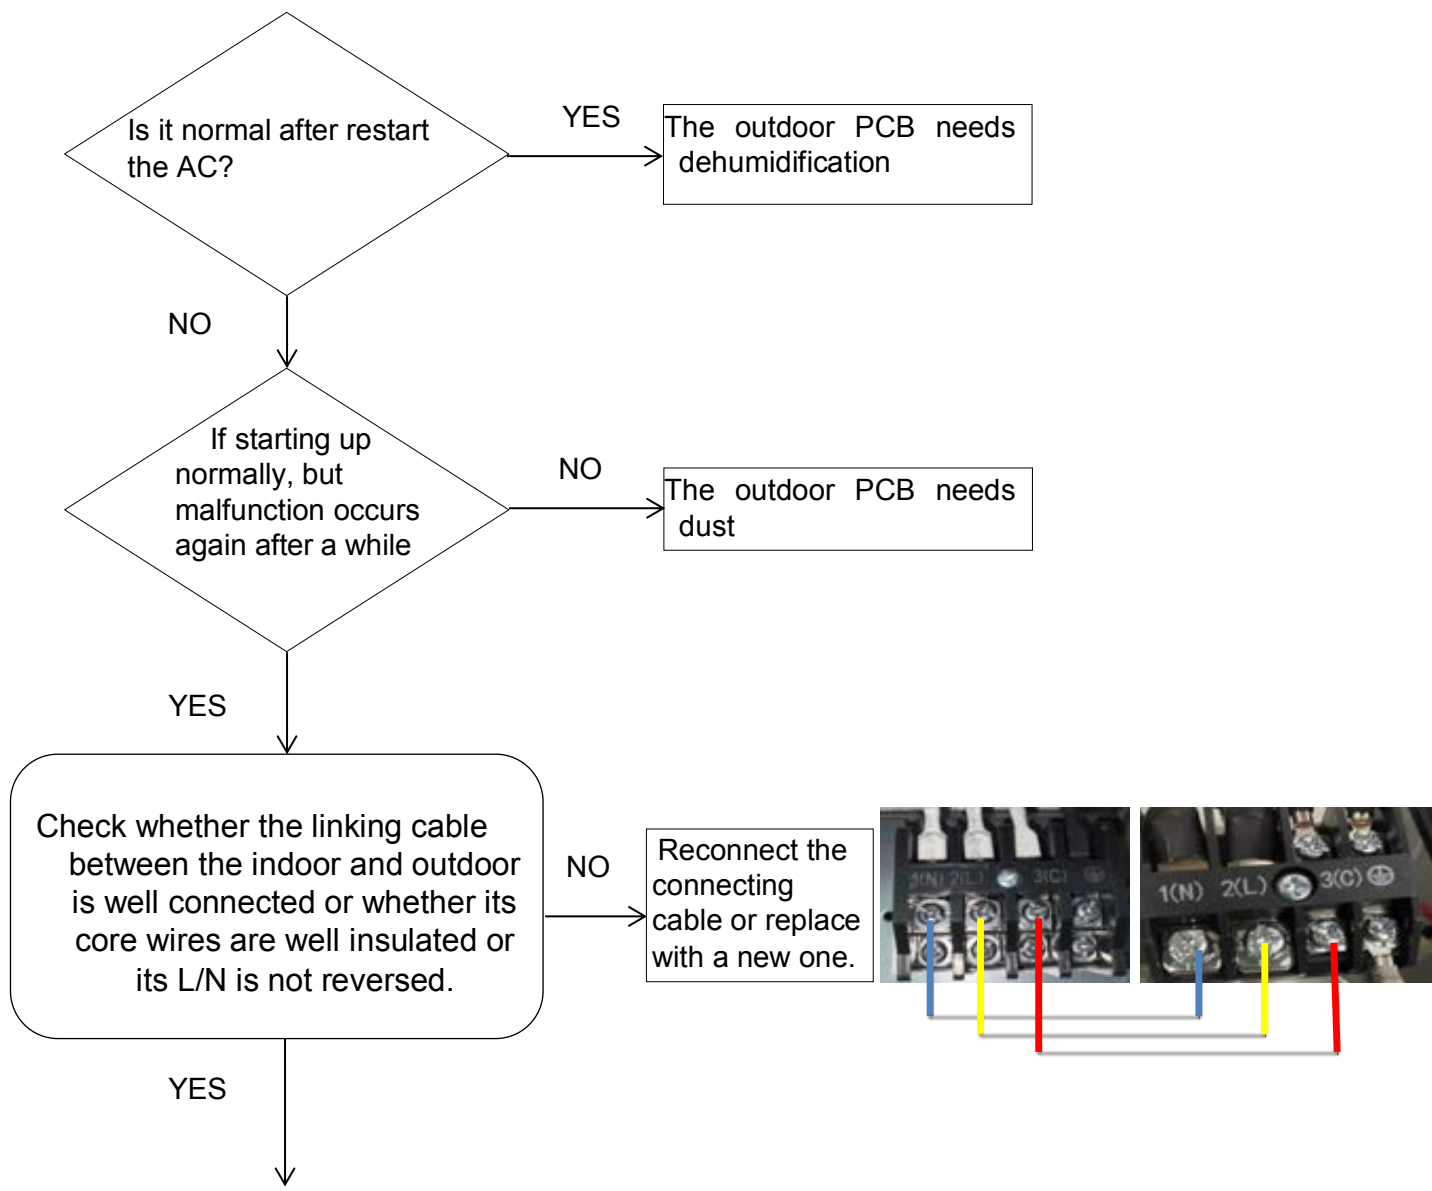 Is it normal after restart
the AC?
YES
The outdoor PCB needs
dehumidification
NO
If starting up
normally, but
malfunction occurs
again after a while
NO
The outdoor PCB needs
dust
YES
Check whether the linking cable
between the indoor and outdoor
is well connected or whether its
core wires are well insulated or
its L/N is not reversed.
NO
Reconnect the
connecting
cable or replace
with a new one.
1(N) 2(L) 3(C)
1(N) 2(L) 3(C)
YES